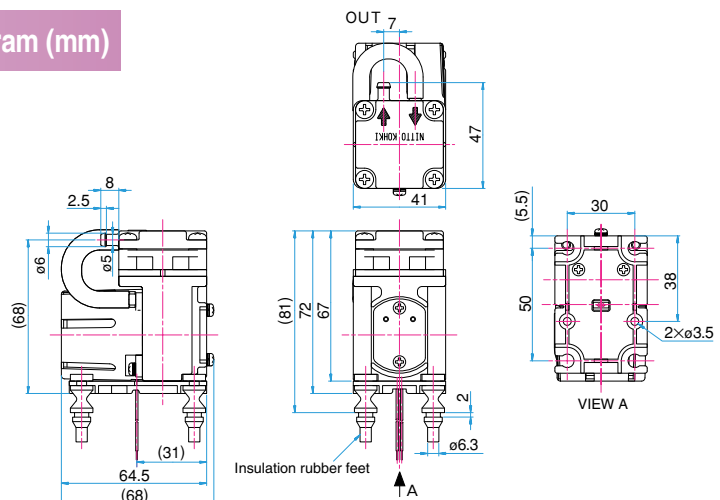 ram (mm)
OUT
7
NITTO KOHKI
47
41
8
2.5
ø6
ø5
(68)
(31)
64.5
(68)
(81)
72
67
2
ø6.3
Insulation rubber feet
A
(5.5)
30
50
38
2×ø3.5
VIEW A